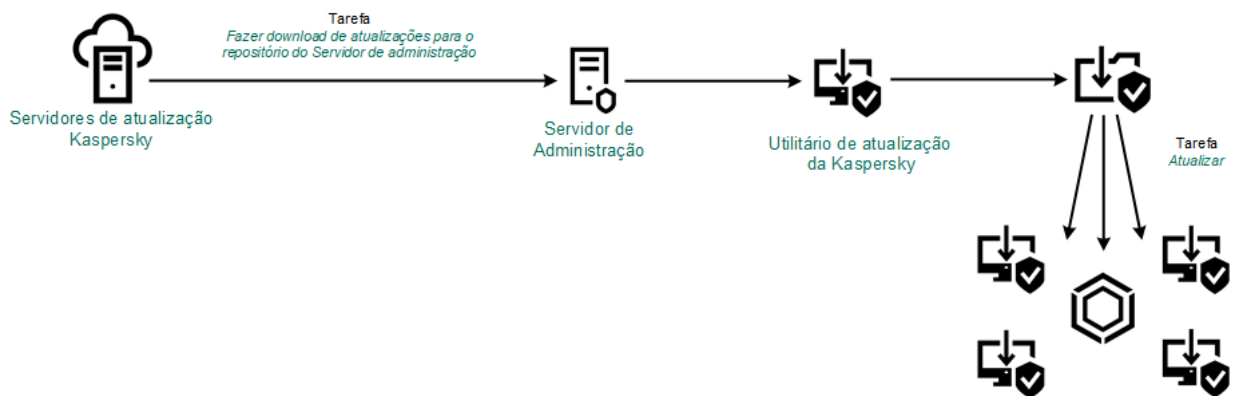 Tarefa
Fazer download de atualizações para o
repositório do Servidor de administração
Servidores de atualização
Kaspersky
Servidor de
Administração
Utilitário de atualização
da Kaspersky
Tarefa
Atualizar